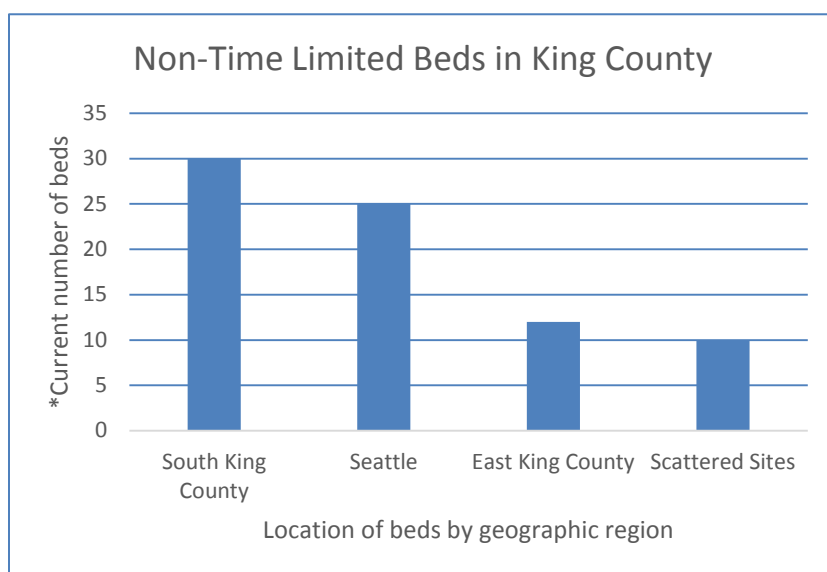 Non-Time Limited Beds in King County
35
30
25
20
15
10
5
0
*Current number of beds
South King
County
Seattle
East King County
Scattered Sites
Location of beds by geographic region